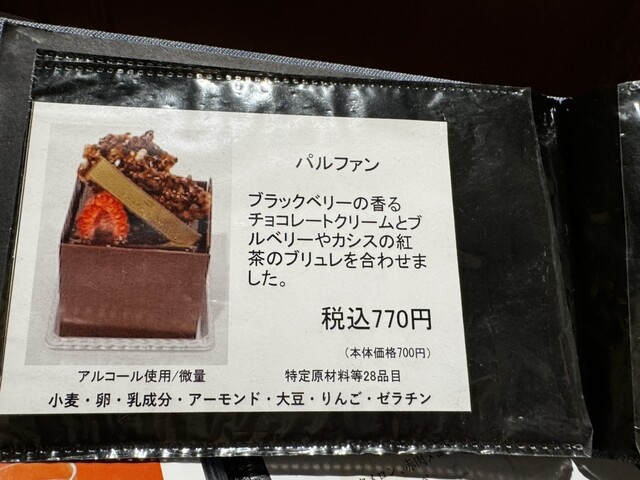 パルファン
ブラックベリーの香る
チョコレートクリームとブ
ルベリーやカシスの紅
茶のブリュレを合わせま
した。
税込770円
（本体価格700円）
アルコール使用/微量
特定原材料等28品目
小麦・卵・乳成分・アーモンド・大豆・りんご・ゼラチン